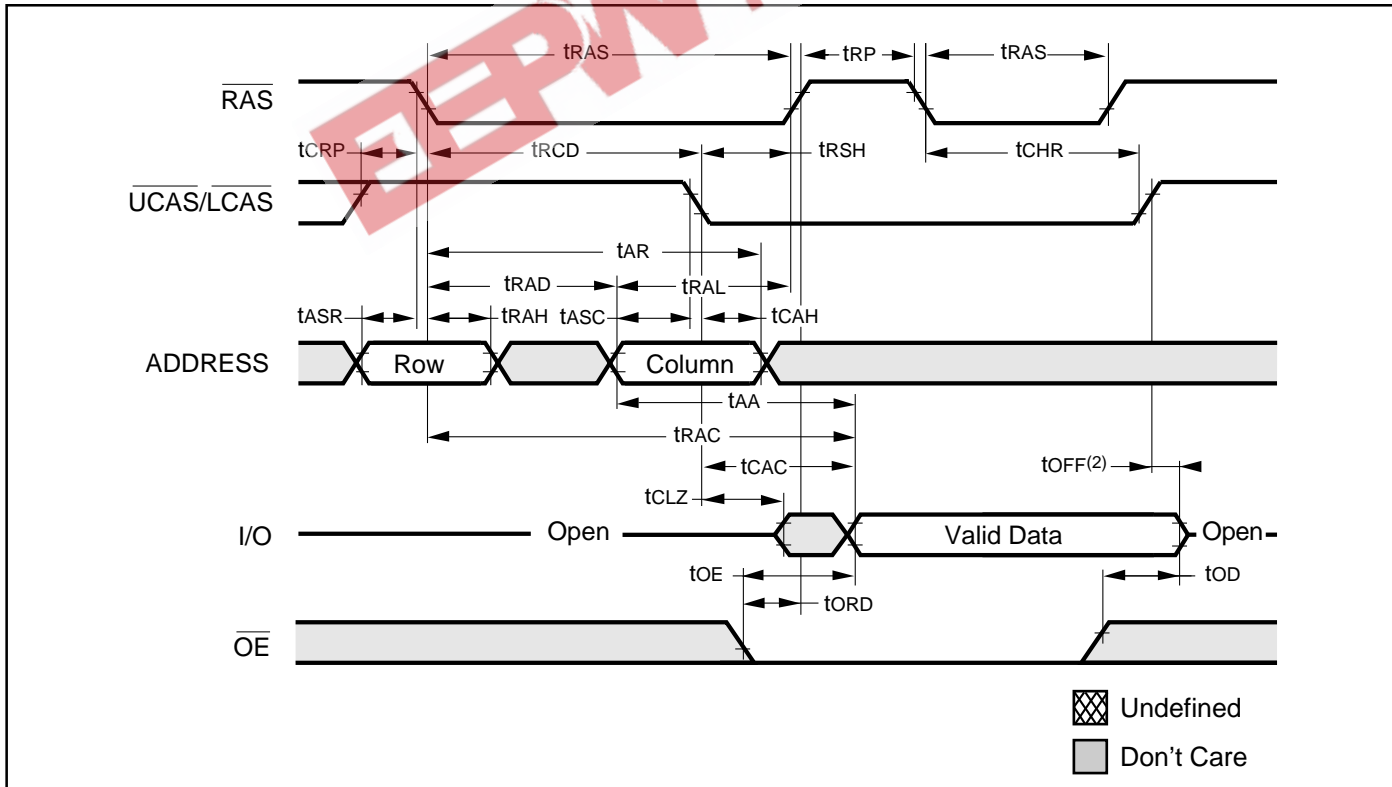 tRAS tRP tRAS
RAS
tCRP tRCD tRSH tCHR
UCAS/LCAS
tAR
tRAD tRAL
tASR tRAH tASC tCAH
ADDRESS Row Column
tAA
tRAC
tCAC tOFF(2)
tCLZ
I/O Open Valid Data Open
tOE tOD
tORD
OE
Undefined
Don't Care